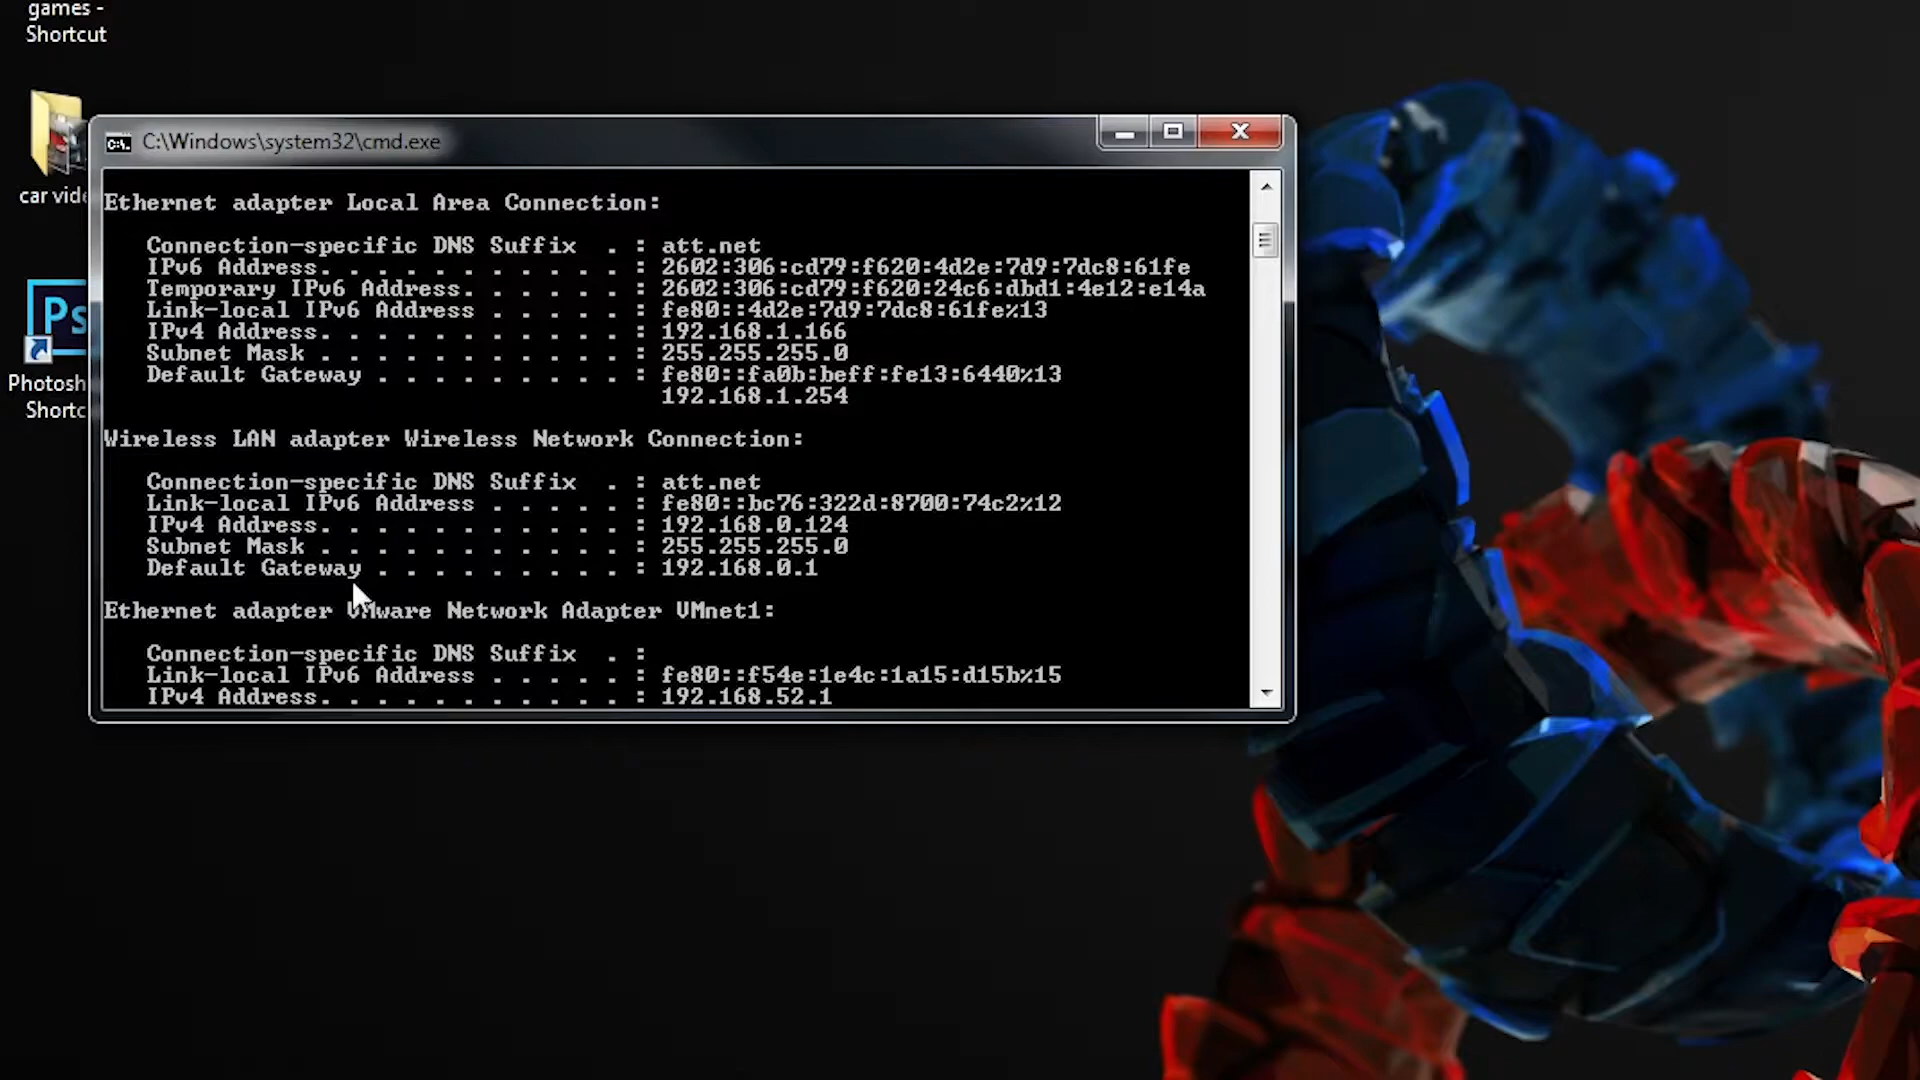 games -
Shortcut
car vide
Ps
Photosh
Shortc
C:\Windows\system32\cmd.exe
Ethernet adapter Local Area Connection:
Connection-specific DNS Suffix . : att.net
IPv6 Address. . . . . . . . . . . : 2602:306:cd79:f620:4d2e:7d9:7dc8:61fe
Temporary IPv6 Address. . . . . . : 2602:306:cd79:f620:24c6:dbd1:4e12:e14a
Link-local IPv6 Address . . . . . : fe80::4d2e:7d9:7dc8:61fe%13
IPv4 Address. . . . . . . . . . . : 192.168.1.166
Subnet Mask . . . . . . . . . . . : 255.255.255.0
Default Gateway . . . . . . . . . : fe80::fa0b:beff:fe13:6440%13
192.168.1.254
Wireless LAN adapter Wireless Network Connection:
Connection-specific DNS Suffix . : att.net
Link-local IPv6 Address . . . . . : fe80::bc76:322d:8700:74c2%12
IPv4 Address. . . . . . . . . . . : 192.168.0.124
Subnet Mask . . . . . . . . . . . : 255.255.255.0
Default Gateway . . . . . . . . . : 192.168.0.1
Ethernet adapter VMware Network Adapter VMnet1:
Connection-specific DNS Suffix . :
Link-local IPv6 Address . . . . . : fe80::f54e:1e4c:1a15:d15b%15
IPv4 Address. . . . . . . . . . . : 192.168.52.1